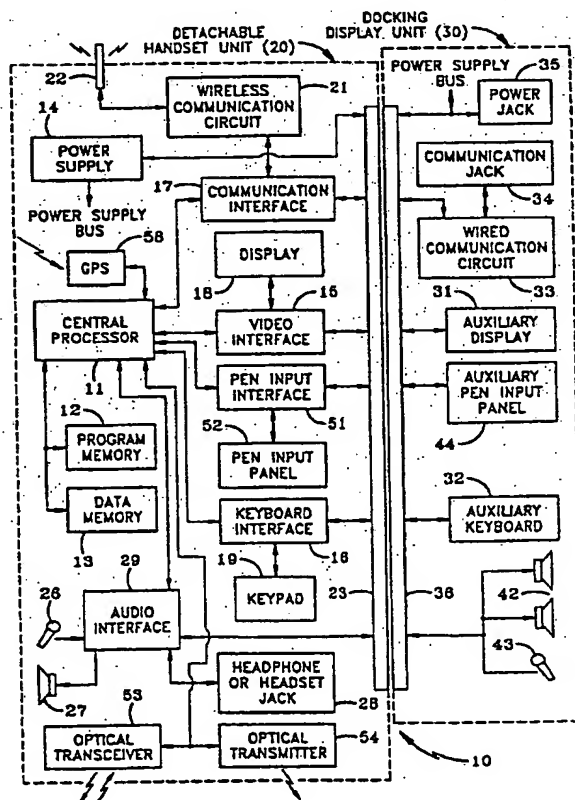 DETACHABLE
HANDSET UNIT (20)
DOCKING
DISPLAY UNIT (30)
22
WIRELESS
COMMUNICATION
CIRCUIT
21
14
POWER
SUPPLY
POWER SUPPLY
BUS
17
COMMUNICATION
INTERFACE
58
GPS
DISPLAY
18
15
CENTRAL
PROCESSOR
11
VIDEO
INTERFACE
PEN INPUT
INTERFACE
51
12
PROGRAM
MEMORY
52
PEN INPUT
PANEL
DATA
MEMORY
13
KEYBOARD
INTERFACE
16
19
KEYPAD
23
29
26
AUDIO
INTERFACE
27
HEADPHONE
OR HEADSET
JACK
28
53
OPTICAL
TRANSCEIVER
OPTICAL
TRANSMITTER
54
POWER SUPPLY
BUS
35
POWER
JACK
COMMUNICATION
JACK
34
WIRED
COMMUNICATION
CIRCUIT
33
31
AUXILIARY
DISPLAY
AUXILIARY
PEN INPUT
PANEL
44
32
AUXILIARY
KEYBOARD
36
42
43
10